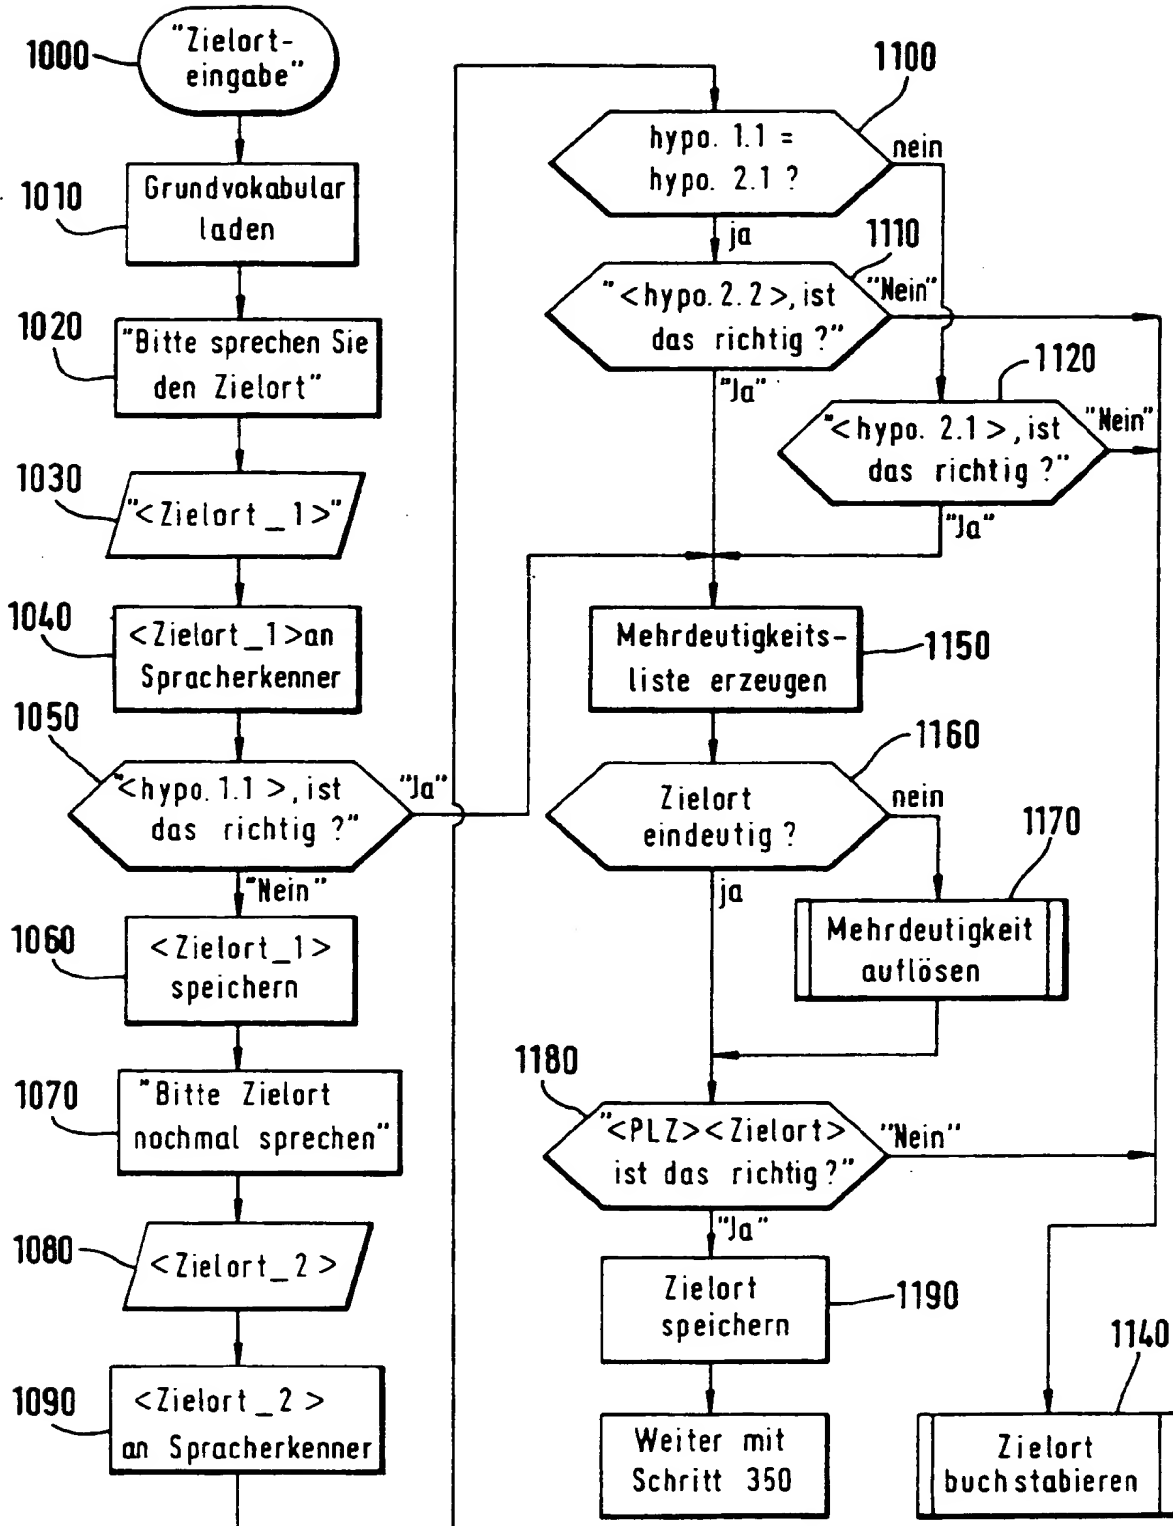 1000
"Zielort-
eingabe"
1010
Grundvokabular
laden
1020
"Bitte sprechen Sie
den Zielort"
1030
"<Zielort_1>"
1040
<Zielort_1>an
Spracherkenner
1050
"<hypo. 1.1>, ist
das richtig?"
"Ja"
"Nein"
1060
<Zielort_1>
speichern
1070
"Bitte Zielort
nochmal sprechen"
1080
<Zielort_2>
1090
<Zielort_2>
an Spracherkenner
1100
hypo. 1.1 =
hypo. 2.1 ?
nein
ja
1110
"<hypo. 2.2>, ist
das richtig?"
"Nein"
"Ja"
1120
"<hypo. 2.1>, ist
das richtig?"
"Nein"
"Ja"
1150
Mehrdeutigkeits-
liste erzeugen
1160
Zielort
eindeutig?
nein
ja
1170
Mehrdeutigkeit
auflösen
1180
"<PLZ><Zielort>
ist das richtig?"
"Nein"
"Ja"
1190
Zielort
speichern
Weiter mit
Schritt 350
1140
Zielort
buchstabieren